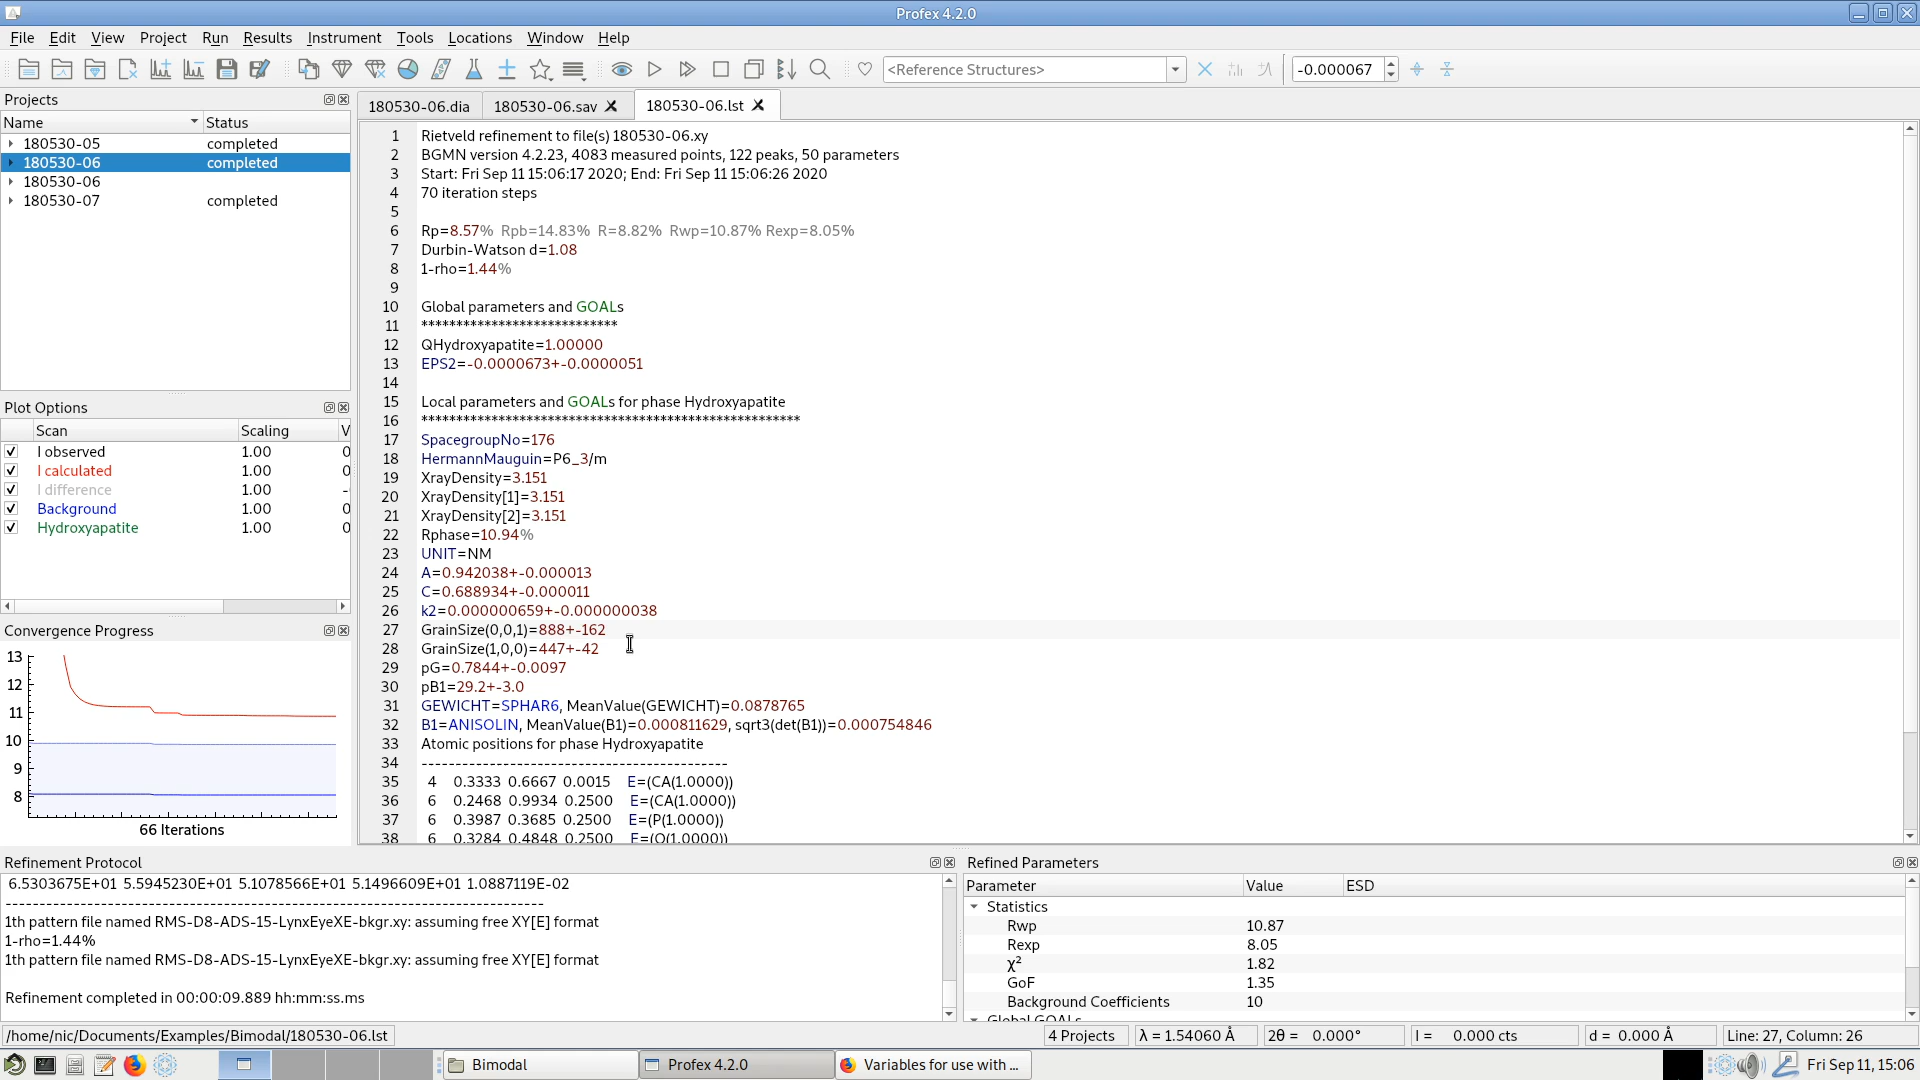 Profex 4.2.0
File Edit View Project Run Results Instrument Tools Locations Window Help
<Reference Structures>
-0.000067
Projects
Name Status
180530-05 completed
180530-06 completed
180530-06
180530-07 completed
Plot Options
Scan Scaling V
I observed 1.00 0
I calculated 1.00 0
I difference 1.00 -
Background 1.00 0
Hydroxyapatite 1.00 0
Convergence Progress
13
12
11
10
9
8
66 Iterations
180530-06.dia 180530-06.sav 180530-06.lst
1 Rietveld refinement to file(s) 180530-06.xy
2 BGMN version 4.2.23, 4083 measured points, 122 peaks, 50 parameters
3 Start: Fri Sep 11 15:06:17 2020; End: Fri Sep 11 15:06:26 2020
4 70 iteration steps
5
6 Rp=8.57% Rpb=14.83% R=8.82% Rwp=10.87% Rexp=8.05%
7 Durbin-Watson d=1.08
8 1-rho=1.44%
9
10 Global parameters and GOALs
11 ****************************
12 QHydroxyapatite=1.00000
13 EPS2=-0.0000673+-0.0000051
14
15 Local parameters and GOALs for phase Hydroxyapatite
16 ******************************************************
17 SpacegroupNo=176
18 HermannMauguin=P6_3/m
19 XrayDensity=3.151
20 XrayDensity[1]=3.151
21 XrayDensity[2]=3.151
22 Rphase=10.94%
23 UNIT=NM
24 A=0.942038+-0.000013
25 C=0.688934+-0.000011
26 k2=0.000000659+-0.000000038
27 GrainSize(0,0,1)=888+-162
28 GrainSize(1,0,0)=447+-42
29 pG=0.7844+-0.0097
30 pB1=29.2+-3.0
31 GEWICHT=SPHAR6, MeanValue(GEWICHT)=0.0878765
32 B1=ANISOLIN, MeanValue(B1)=0.000811629, sqrt3(det(B1))=0.000754846
33 Atomic positions for phase Hydroxyapatite
34 ---------------------------------------------
35 4 0.3333 0.6667 0.0015 E=(CA(1.0000))
36 6 0.2468 0.9934 0.2500 E=(CA(1.0000))
37 6 0.3987 0.3685 0.2500 E=(P(1.0000))
38 6 0.3284 0.4848 0.2500 E=(O(1.0000))
Refinement Protocol
6.5303675E+01 5.5945230E+01 5.1078566E+01 5.1496609E+01 1.0887119E-02
--------------------------------------------------------------------------------
1th pattern file named RMS-D8-ADS-15-LynxEyeXE-bkgr.xy: assuming free XY[E] format
1-rho=1.44%
1th pattern file named RMS-D8-ADS-15-LynxEyeXE-bkgr.xy: assuming free XY[E] format
Refinement completed in 00:00:09.889 hh:mm:ss.ms
Refined Parameters
Parameter Value ESD
Statistics
Rwp 10.87
Rexp 8.05
χ² 1.82
GoF 1.35
Background Coefficients 10
Global GOALs
/home/nic/Documents/Examples/Bimodal/180530-06.lst
4 Projects λ = 1.54060 Å 2θ = 0.000° I = 0.000 cts d = 0.000 Å Line: 27, Column: 26
Bimodal Profex 4.2.0 Variables for use with ... Fri Sep 11, 15:06